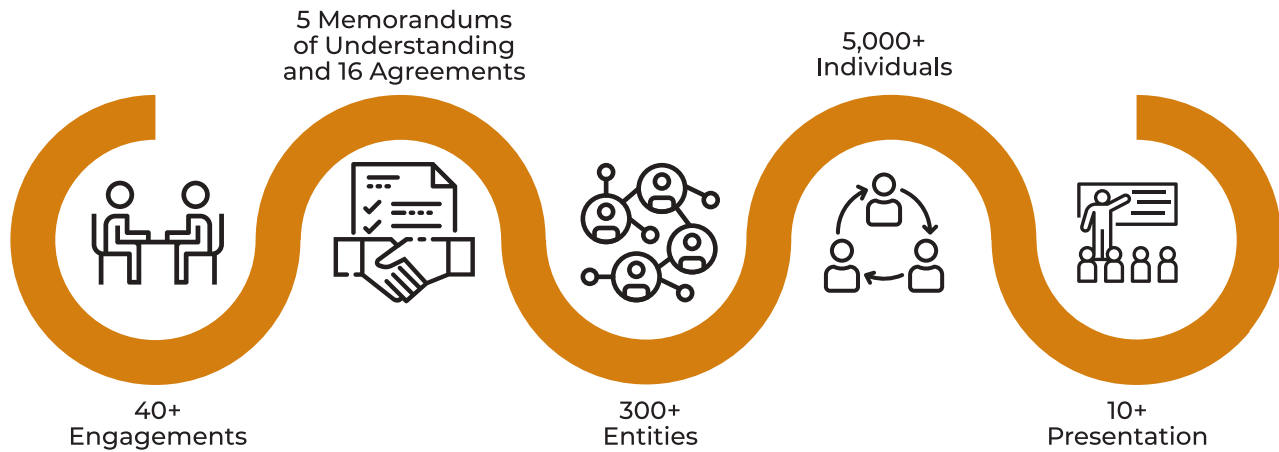 5 Memorandums
of Understanding
and 16 Agreements
5,000+
Individuals
40+
Engagements
300+
Entities
10+
Presentation